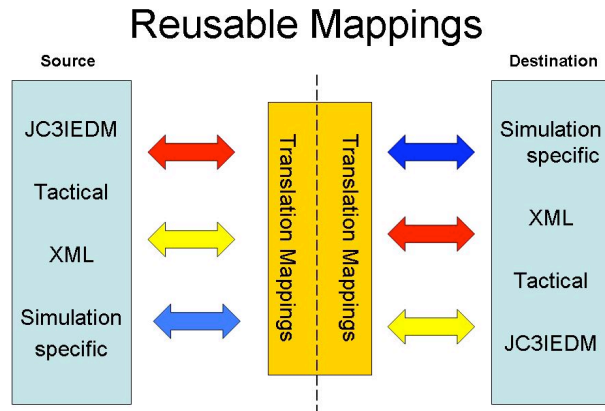 Reusable Mappings
Source
Destination
JC3IEDM
Tactical
XML
Simulation
specific
Translation Mappings
Translation Mappings
Simulation
specific
XML
Tactical
JC3IEDM